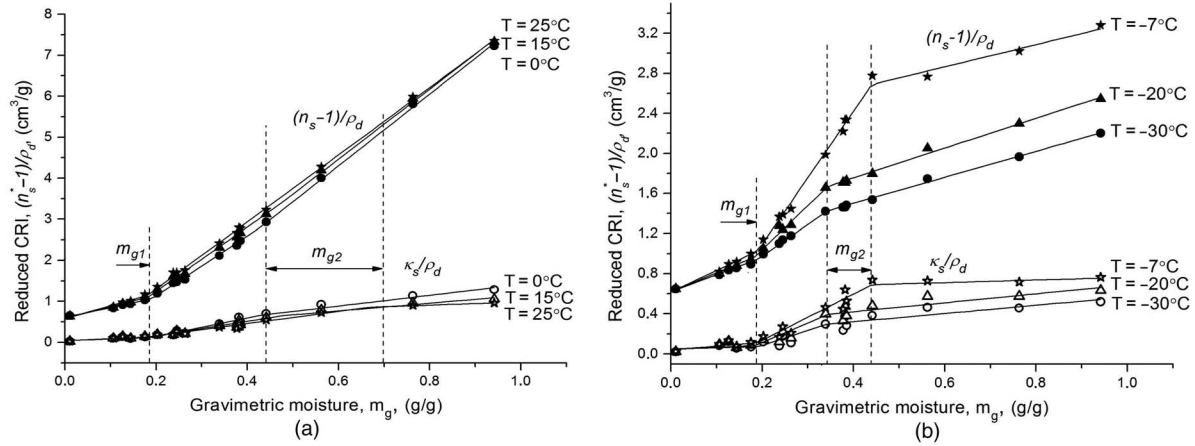 (a)
Reduced CRI, (n*s−1)/ρd, (cm³/g)
8
7
6
5
4
3
2
1
0
T = 25°C
T = 15°C
T = 0°C
(ns−1)/ρd
mg1
mg2
κs/ρd
T = 0°C
T = 15°C
T = 25°C
0.0 0.2 0.4 0.6 0.8 1.0
Gravimetric moisture, mg, (g/g)
(a)
(b)
Reduced CRI, (n*s−1)/ρd, (cm³/g)
3.6
3.2
2.8
2.4
2.0
1.6
1.2
0.8
0.4
0.0
(ns−1)/ρd
T = −7°C
T = −20°C
T = −30°C
mg1
mg2
κs/ρd
T = −7°C
T = −20°C
T = −30°C
0.0 0.2 0.4 0.6 0.8 1.0
Gravimetric moisture, mg, (g/g)
(b)